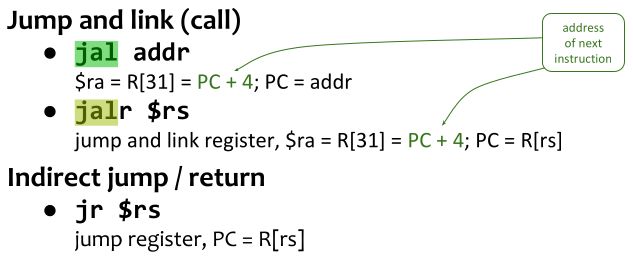 Jump and link (call)
● jal addr
$ra = R[31] = PC + 4; PC = addr
● jalr $rs
jump and link register, $ra = R[31] = PC + 4; PC = R[rs]
Indirect jump / return
● jr $rs
jump register, PC = R[rs]
address
of next
instruction